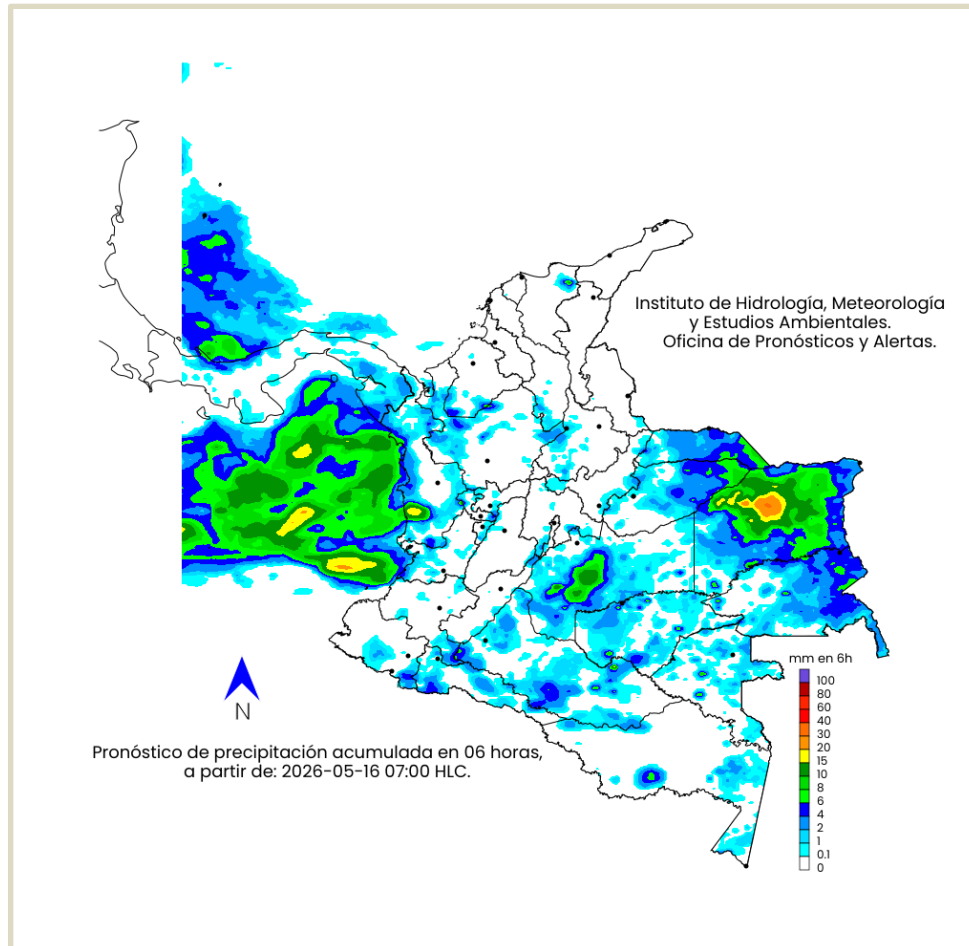 Instituto de Hidrología, Meteorología
y Estudios Ambientales.
Oficina de Pronósticos y Alertas.
N
Pronóstico de precipitación acumulada en 06 horas,
a partir de: 2026-05-16 07:00 HLC.
mm en 6h
100
80
60
40
30
20
15
10
8
6
4
2
1
0.1
0